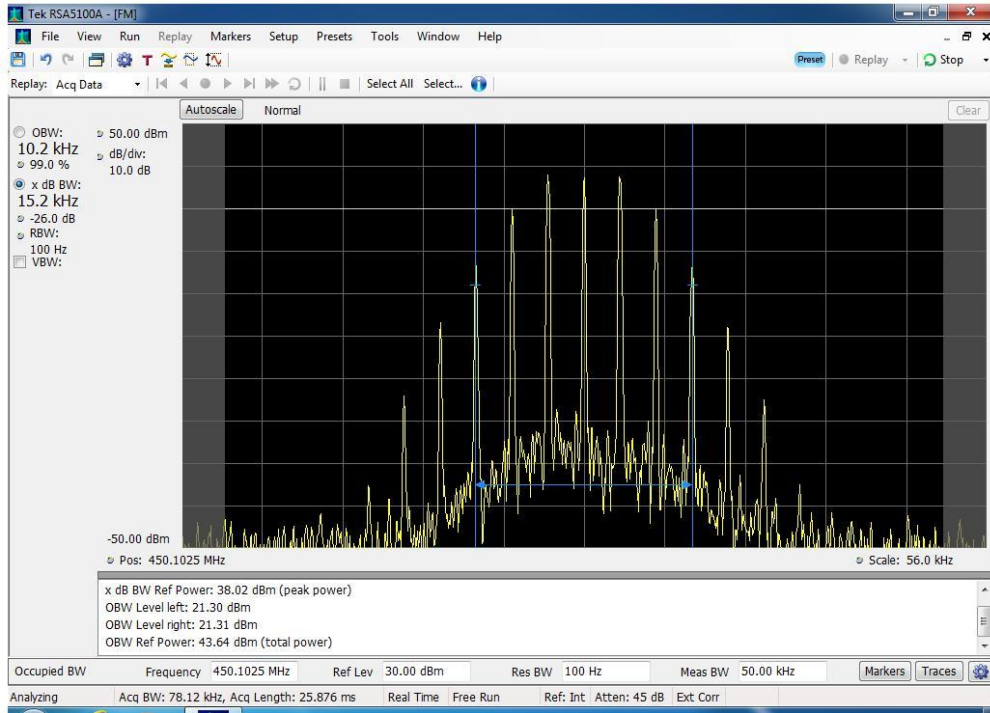 Tek RSA5100A - [FM]
File View Run Replay Markers Setup Presets Tools Window Help
Preset Replay Stop
Replay: Acq Data Select All Select...
Autoscale Normal Clear
OBW:
10.2 kHz
99.0 %
x dB BW:
15.2 kHz
-26.0 dB
RBW:
100 Hz
VBW:
50.00 dBm
dB/div:
10.0 dB
-50.00 dBm
Pos: 450.1025 MHz Scale: 56.0 kHz
x dB BW Ref Power: 38.02 dBm (peak power)
OBW Level left: 21.30 dBm
OBW Level right: 21.31 dBm
OBW Ref Power: 43.64 dBm (total power)
Occupied BW Frequency 450.1025 MHz Ref Lev 30.00 dBm Res BW 100 Hz Meas BW 50.00 kHz Markers Traces
Analyzing Acq BW: 78.12 kHz, Acq Length: 25.876 ms Real Time Free Run Ref: Int Atten: 45 dB Ext Corr